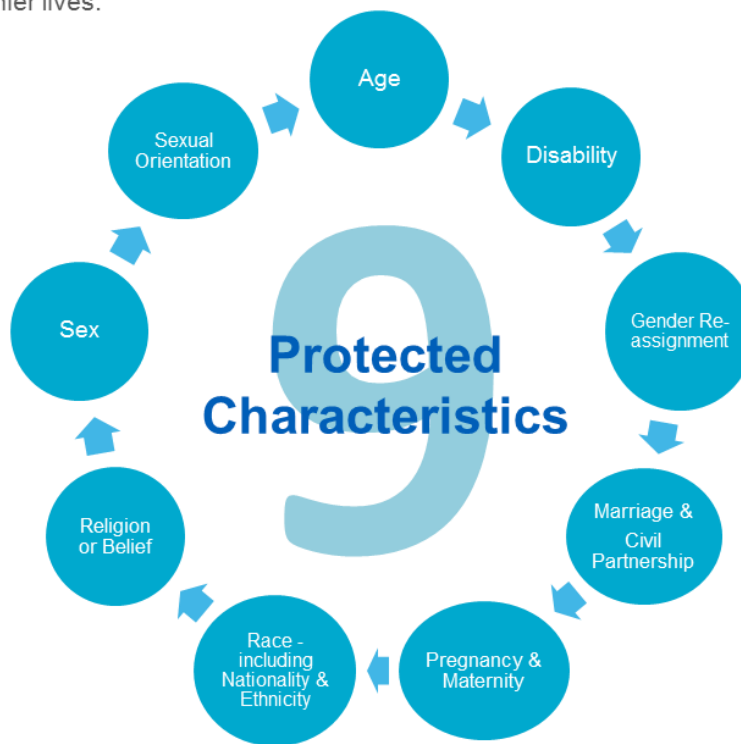 lives.
Age
Disability
Gender Re-
assignment
Marriage &
Civil
Partnership
Pregnancy &
Maternity
Race -
including
Nationality &
Ethnicity
Religion
or Belief
Sex
Sexual
Orientation
9
Protected
Characteristics